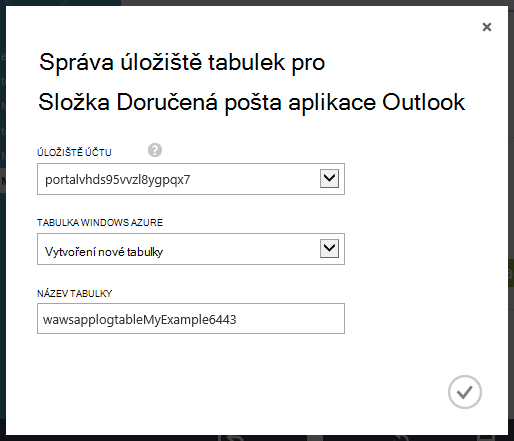 Správa úložiště tabulek pro
Složka Doručená pošta aplikace Outlook
ÚLOŽIŠTĚ ÚČTU ?
portalvhds95vvzl8ygpqx7
TABULKA WINDOWS AZURE
Vytvoření nové tabulky
NÁZEV TABULKY
wawsapplogtableMyExample6443